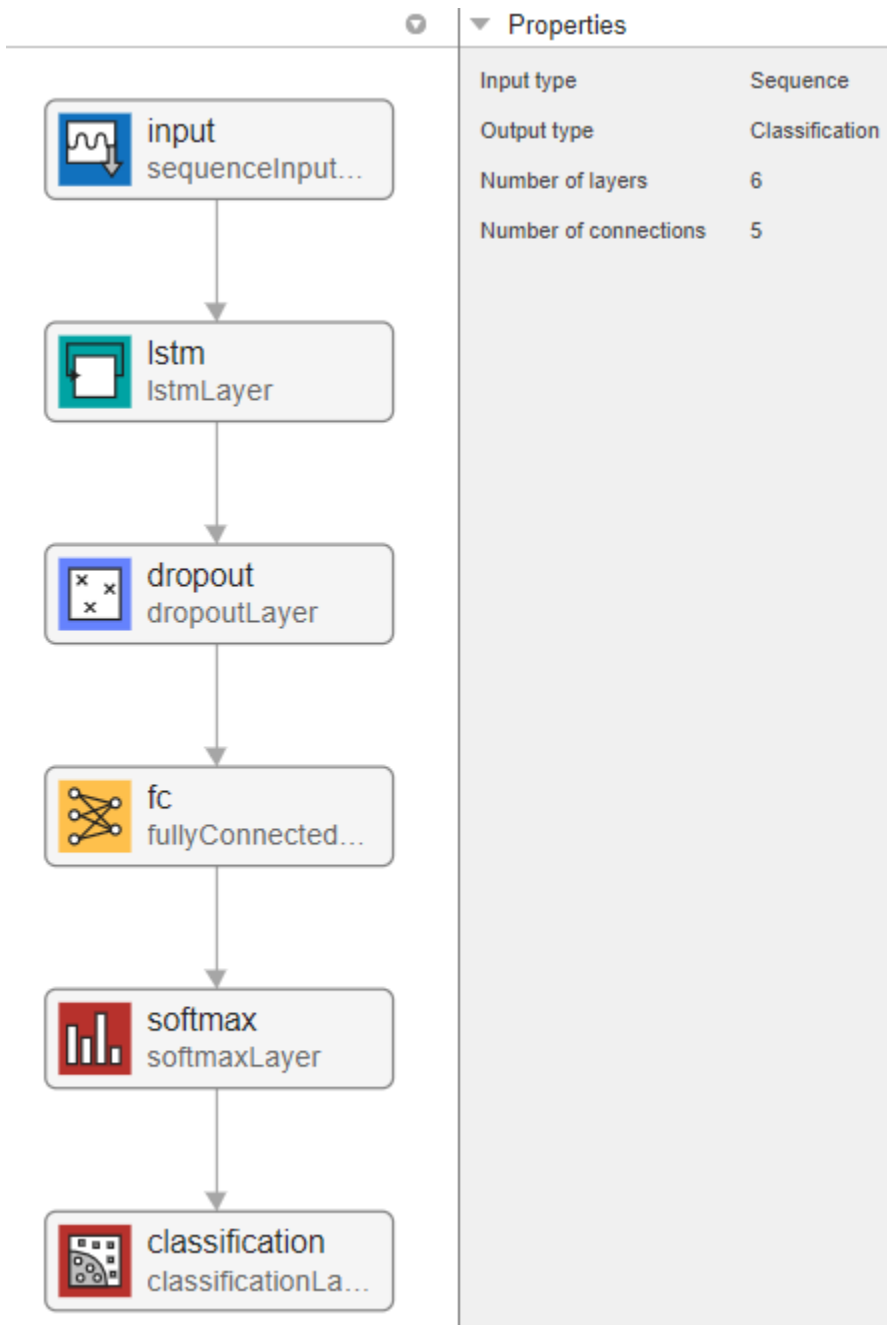 Properties
Input type Sequence
Output type Classification
Number of layers 6
Number of connections 5
input
sequenceInput...
lstm
lstmLayer
dropout
dropoutLayer
fc
fullyConnected...
softmax
softmaxLayer
classification
classificationLa...